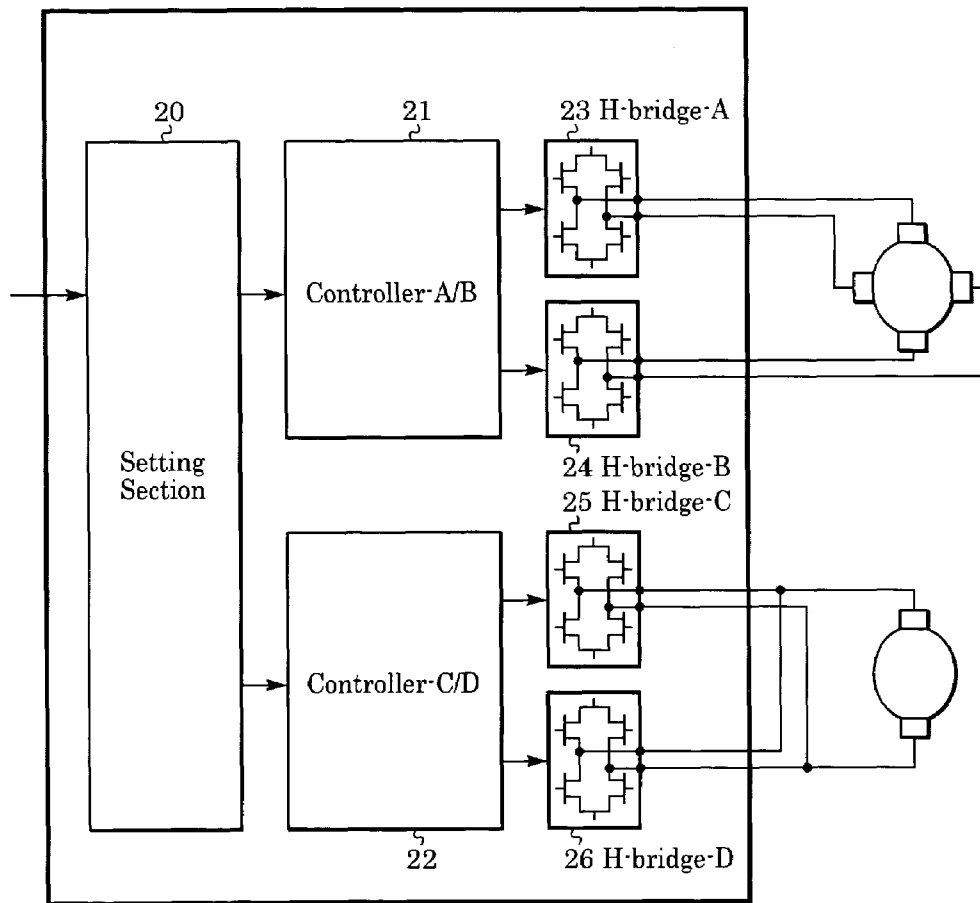 20
21
23 H-bridge-A
Controller-A/B
Setting
Section
24 H-bridge-B
25 H-bridge-C
Controller-C/D
22
26 H-bridge-D